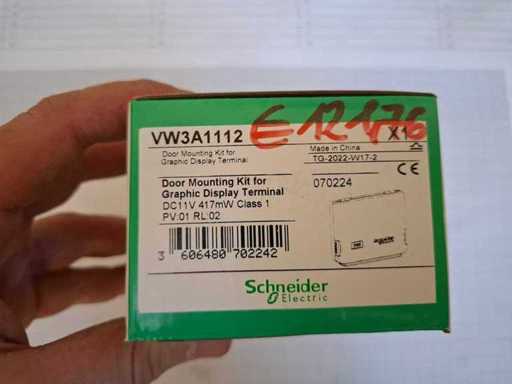 VW3A1112
E12176
X1
Door Mounting Kit for
Graphic Display Terminal
Made in China
TG-2022-W17-2
CE
Door Mounting Kit for
Graphic Display Terminal
DC11V 417mW Class 1
PV:01 RL:02
070224
3 606480 702242
Schneider
Electric